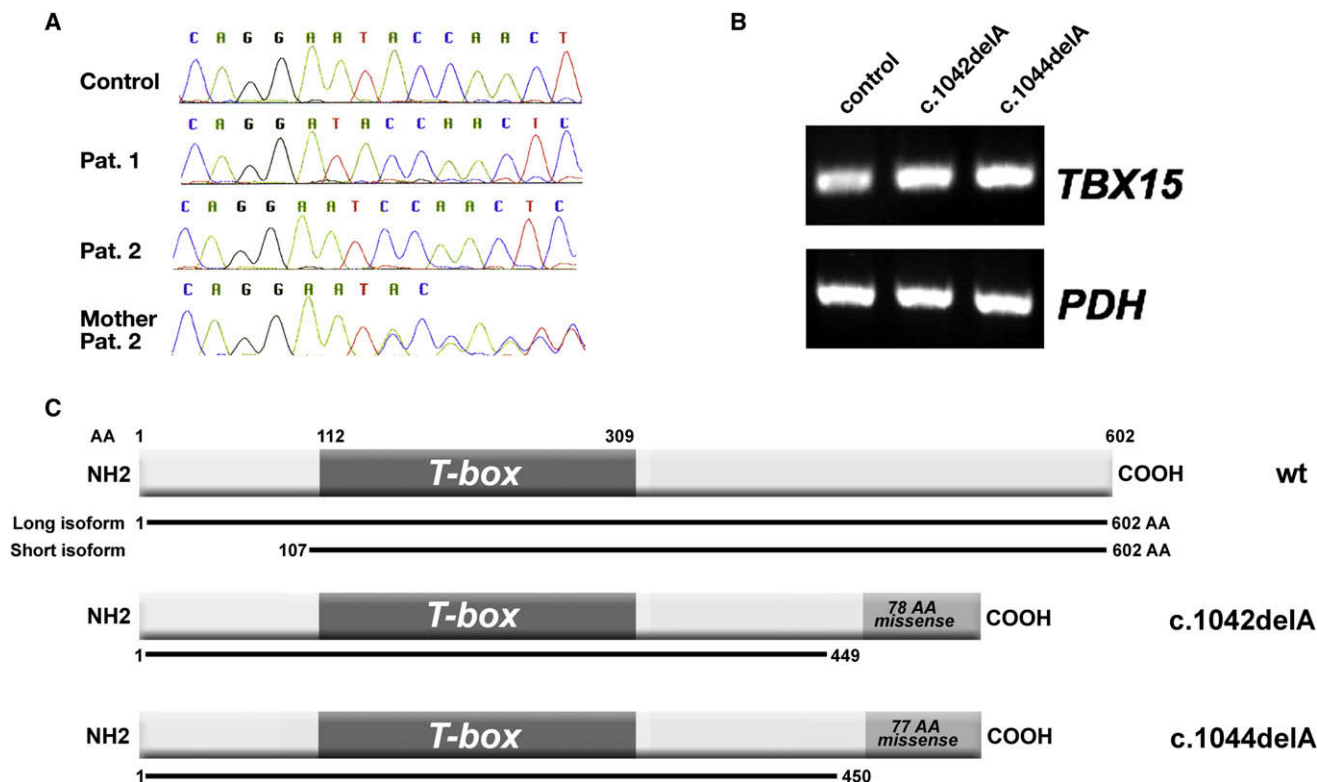 A
C A G G A A T A C C A A C T
Control
C A G G A T A C C A A C T C
Pat. 1
C A G G A A T C C A A C T C
Pat. 2
C A G G A A T A C
Mother
Pat. 2
B
control
c.1042delA
c.1044delA
TBX15
PDH
C
AA 1 112 309 602
NH2 T-box COOH wt
Long isoform 1 602 AA
Short isoform 107 602 AA
NH2 T-box 78 AA missense COOH c.1042delA
1 449
NH2 T-box 77 AA missense COOH c.1044delA
1 450